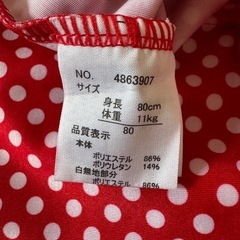 NO. 4863907
サイズ
身長 80cm
体重 11kg
品質表示 80
本体
ポリエステル 86%
ポリウレタン 14%
白無地部分
ポリエステル 86%